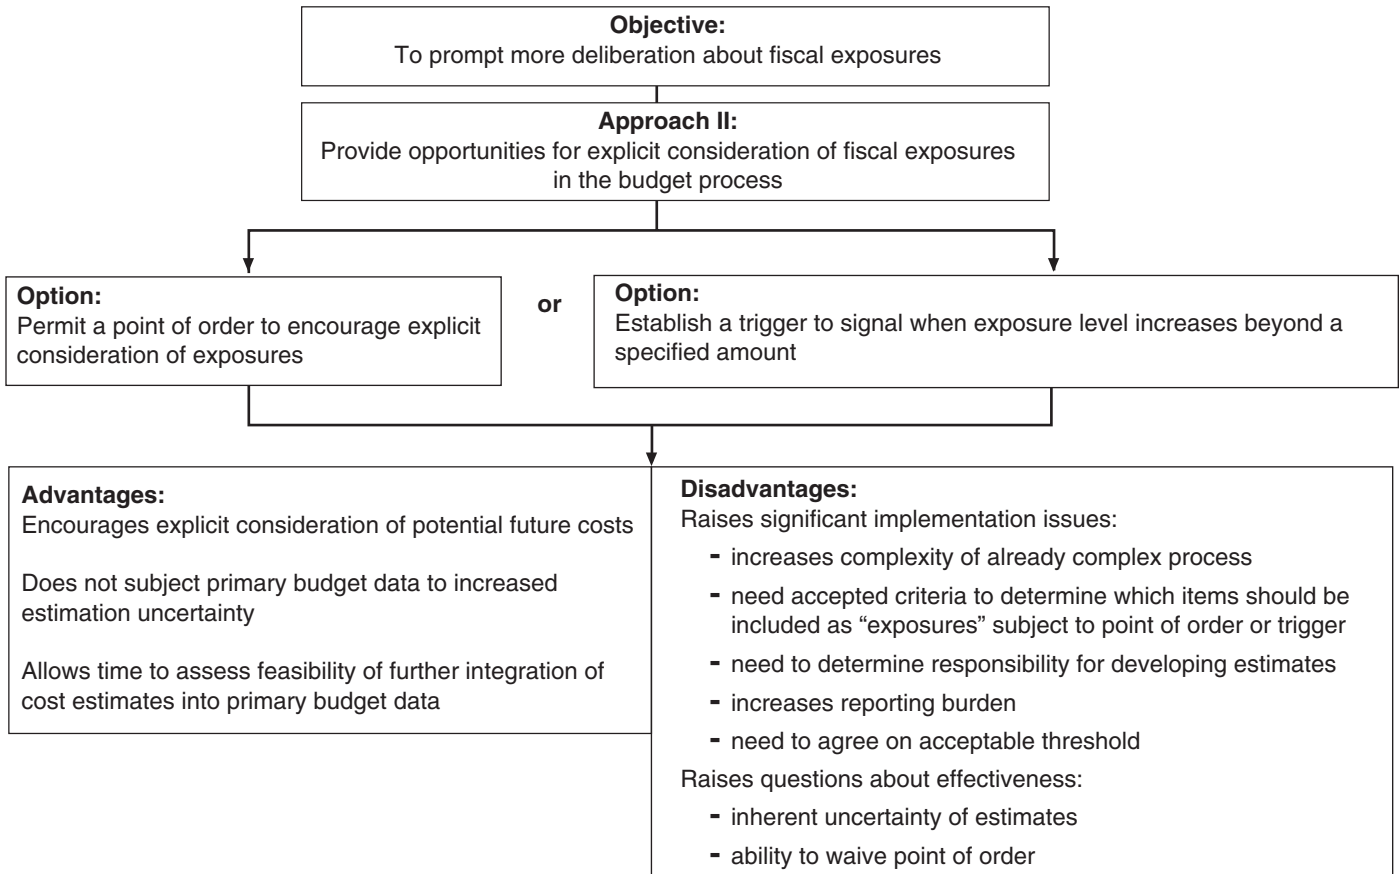 Objective:
To prompt more deliberation about fiscal exposures
Approach II:
Provide opportunities for explicit consideration of fiscal exposures
in the budget process
Option:
Permit a point of order to encourage explicit
consideration of exposures
or
Option:
Establish a trigger to signal when exposure level increases beyond a
specified amount
Advantages:
Encourages explicit consideration of potential future costs
Does not subject primary budget data to increased
estimation uncertainty
Allows time to assess feasibility of further integration of
cost estimates into primary budget data
Disadvantages:
Raises significant implementation issues:
- increases complexity of already complex process
- need accepted criteria to determine which items should be
included as “exposures” subject to point of order or trigger
- need to determine responsibility for developing estimates
- increases reporting burden
- need to agree on acceptable threshold
Raises questions about effectiveness:
- inherent uncertainty of estimates
- ability to waive point of order